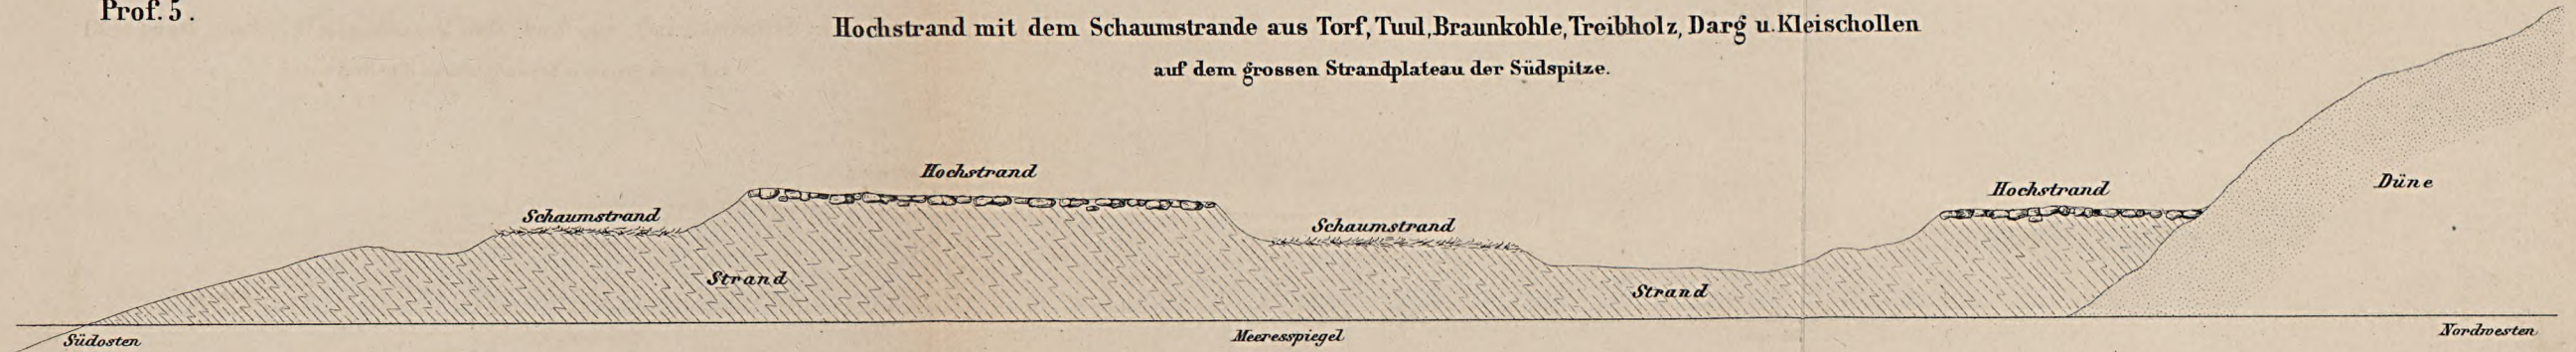 Prof. 5.
Hochstrand mit dem Schaumstrande aus Torf, Tuul, Braunkohle, Treibholz, Darg u. Kleischollen
auf dem grossen Strandplateau der Südspitze.
Hochstrand
Hochstrand
Düne
Schaumstrand
Schaumstrand
Strand
Strand
Südosten
Meeresspiegel
Nordwesten